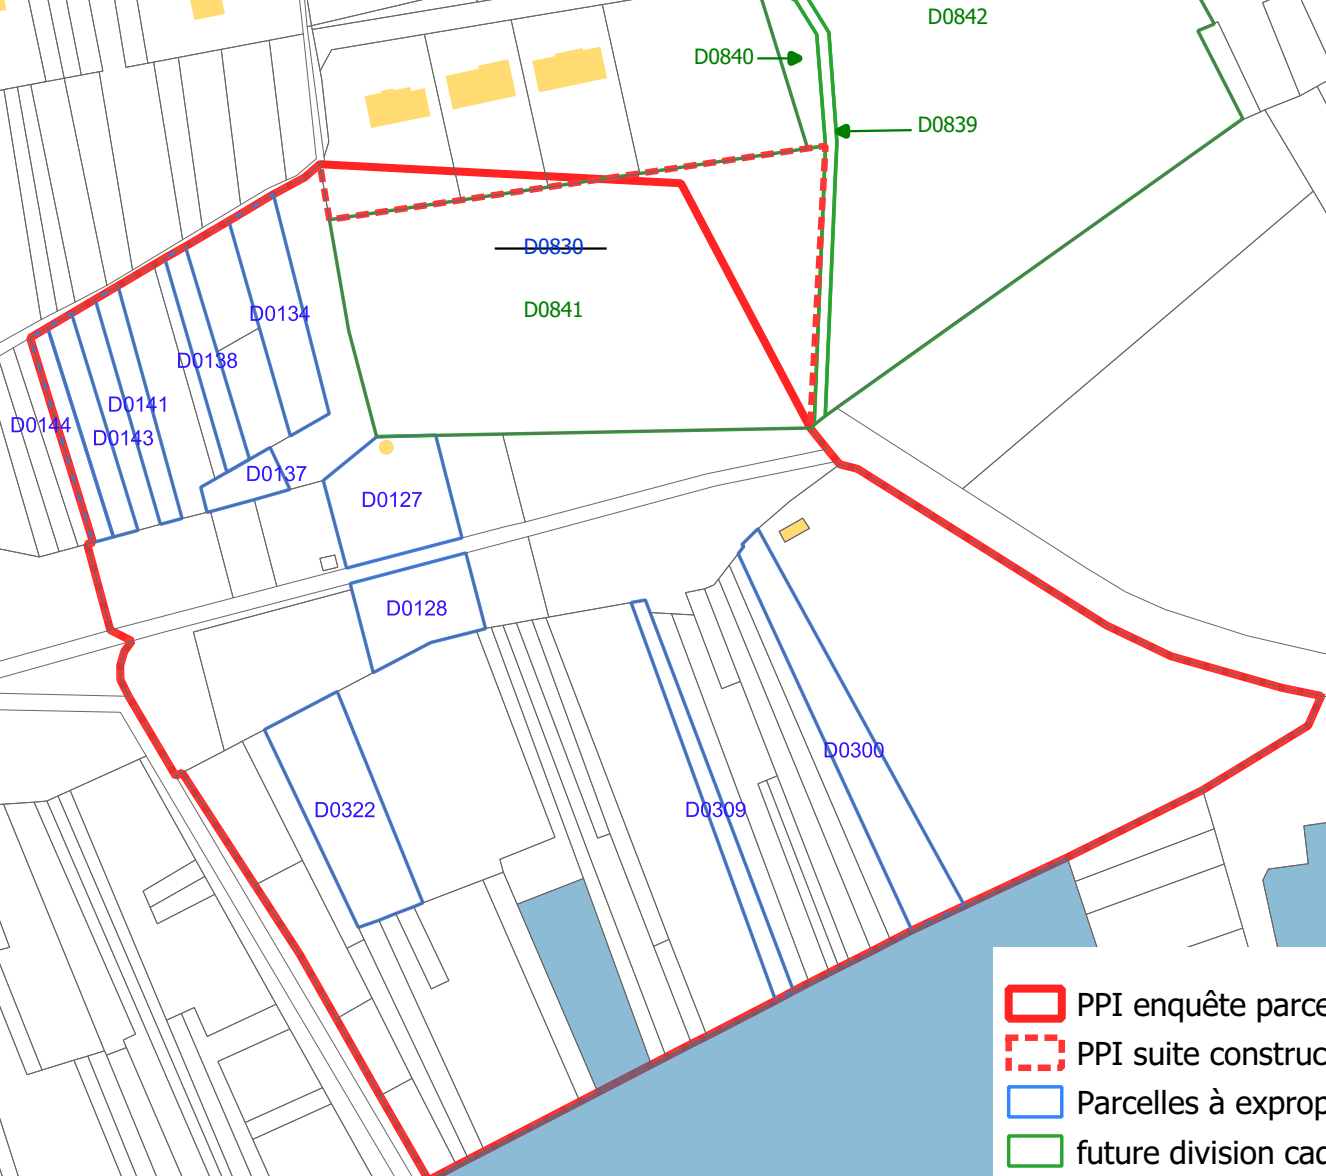 D0842
D0840
D0839
D0830
D0841
D0134
D0138
D0141
D0144
D0143
D0137
D0127
D0128
D0300
D0322
D0309
PPI enquête parce
PPI suite construc
Parcelles à exprop
future division cad